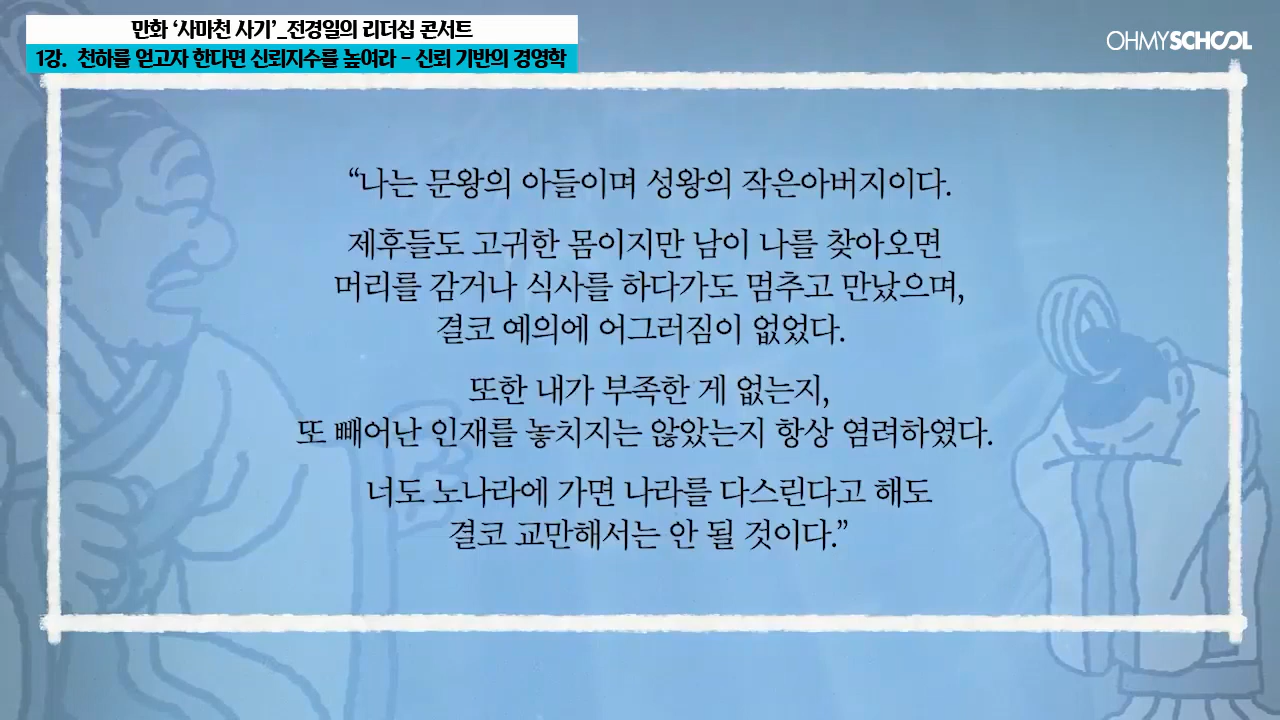 만화 ‘사마천 사기’_전경일의 리더십 콘서트
1강. 천하를 얻고자 한다면 신뢰지수를 높여라 - 신뢰 기반의 경영학
OHMYSCHOOL
“나는 문왕의 아들이며 성왕의 작은아버지이다.
제후들도 고귀한 몸이지만 남이 나를 찾아오면
머리를 감거나 식사를 하다가도 멈추고 만났으며,
결코 예의에 어그러짐이 없었다.
또한 내가 부족한 게 없는지,
또 빼어난 인재를 놓치지는 않았는지 항상 염려하였다.
너도 노나라에 가면 나라를 다스린다고 해도
결코 교만해서는 안 될 것이다.”